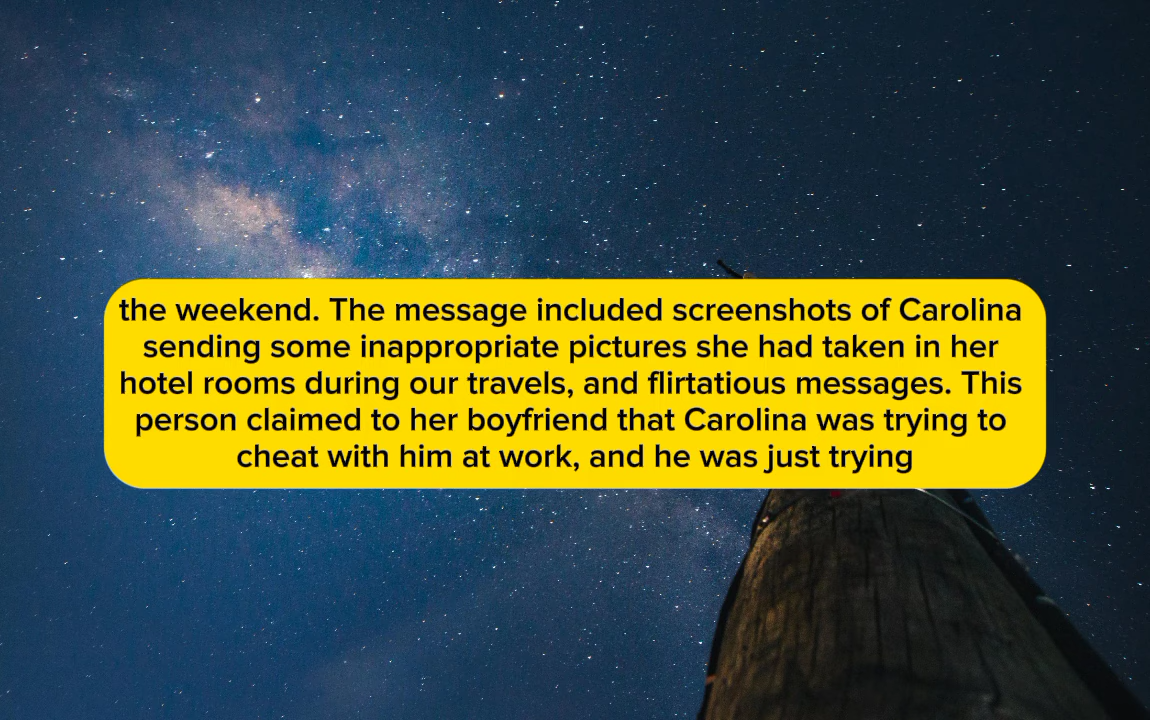 the weekend. The message included screenshots of Carolina
sending some inappropriate pictures she had taken in her
hotel rooms during our travels, and flirtatious messages. This
person claimed to her boyfriend that Carolina was trying to
cheat with him at work, and he was just trying